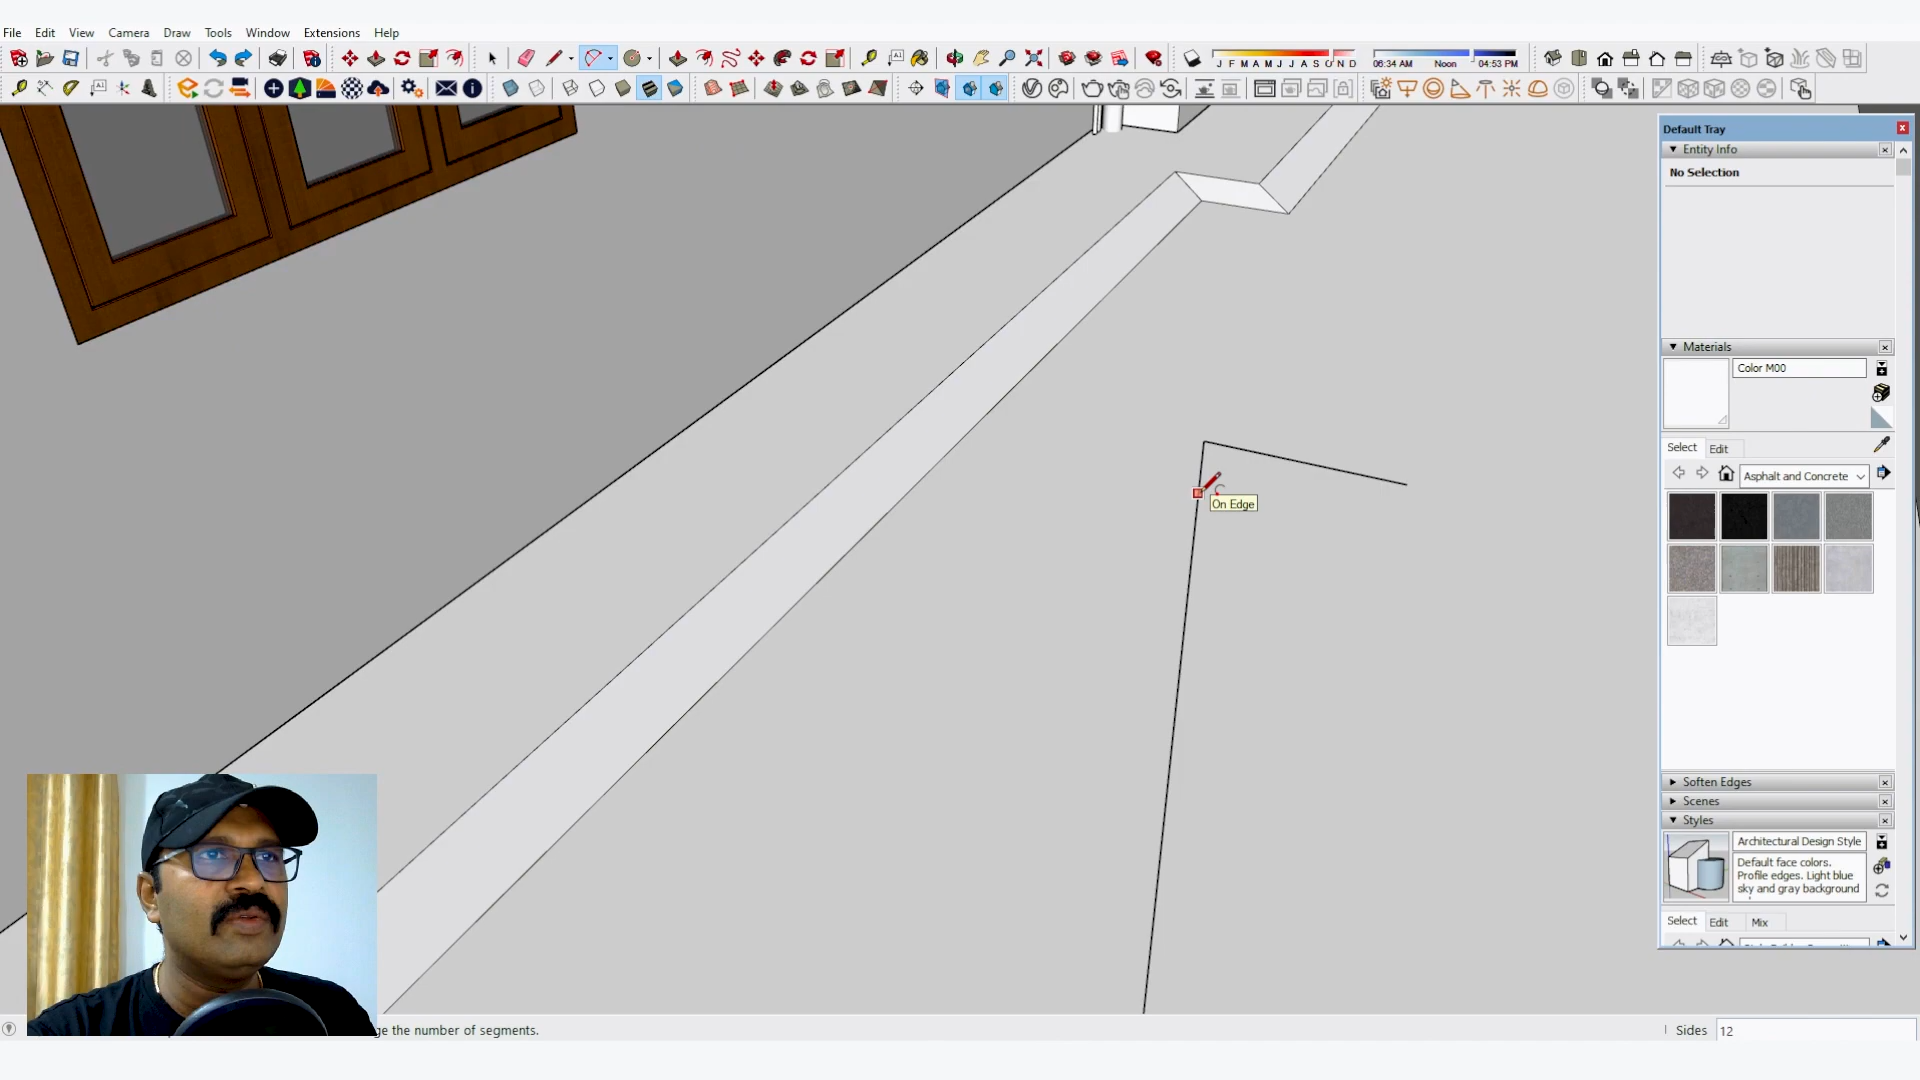 File Edit View Camera Draw Tools Window Extensions Help
J F M A M J J A S O N D
06:34 AM Noon 04:53 PM
Default Tray
Entity Info
No Selection
Materials
Color M00
Select Edit
Asphalt and Concrete
On Edge
Soften Edges
Scenes
Styles
Architectural Design Style
Default face colors.
Profile edges. Light blue
sky and gray background
Select Edit Mix
ge the number of segments.
Sides 12